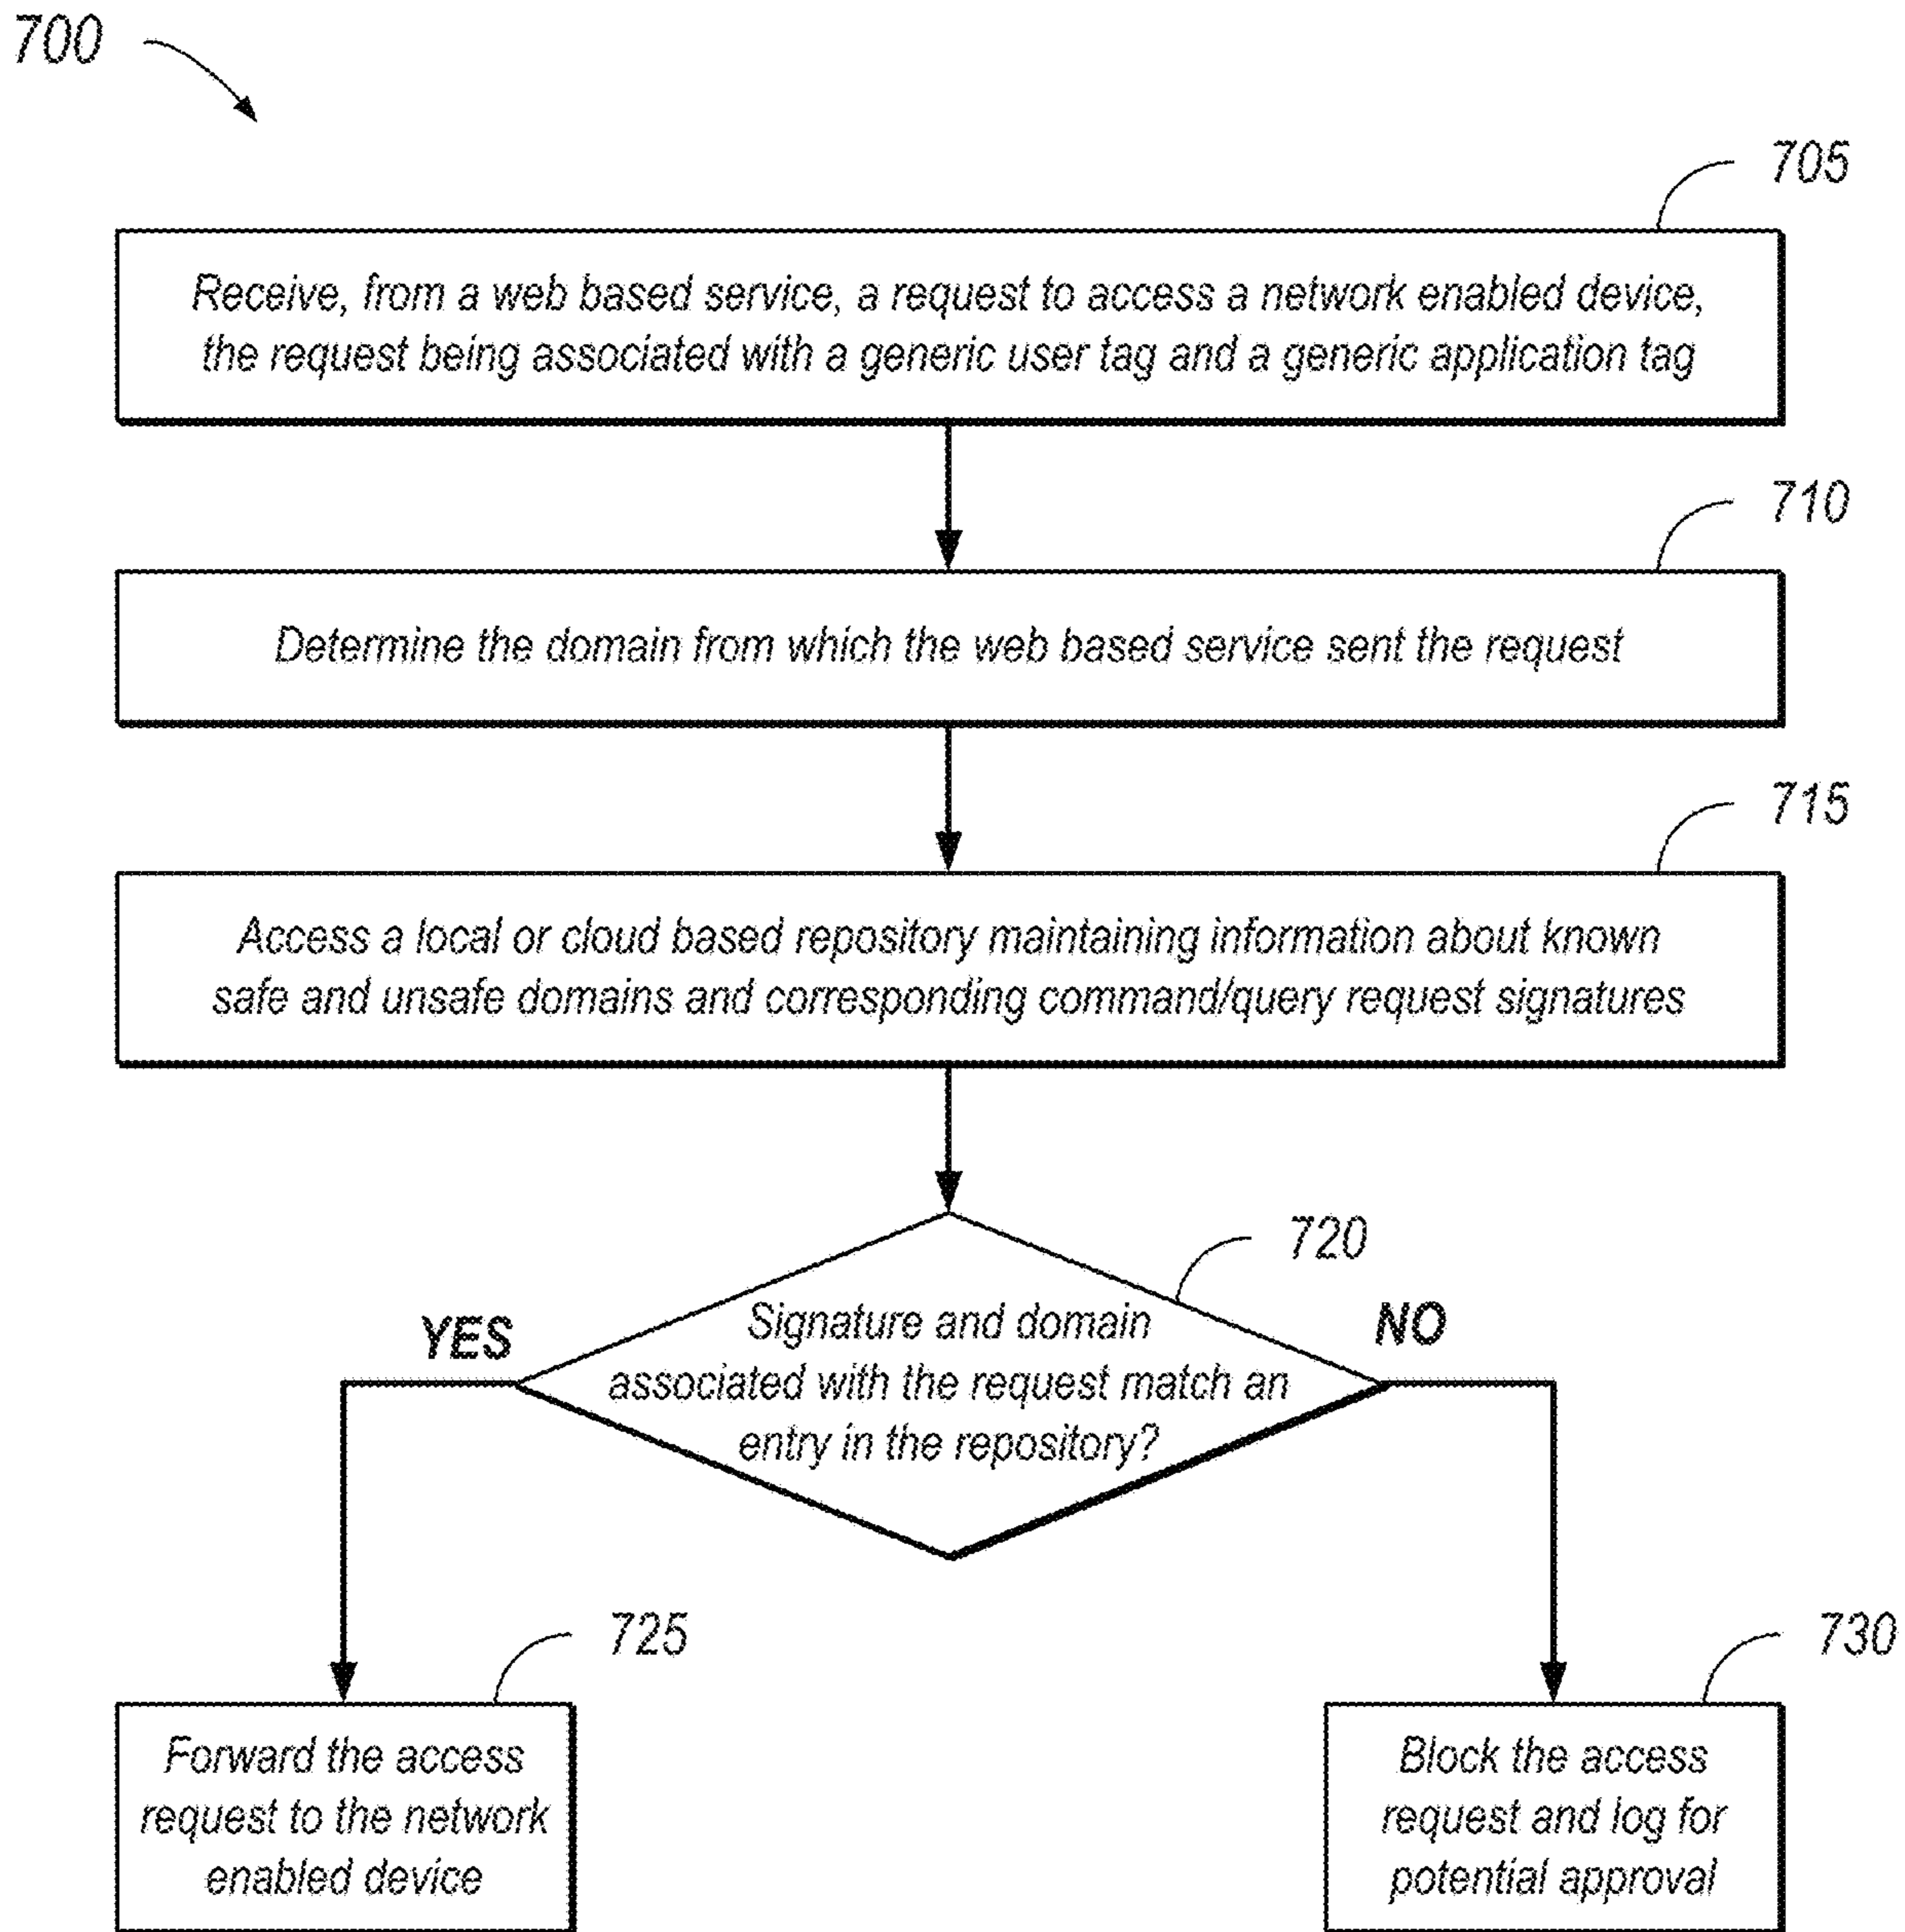 700
705
Receive, from a web based service, a request to access a network enabled device,
the request being associated with a generic user tag and a generic application tag
710
Determine the domain from which the web based service sent the request
715
Access a local or cloud based repository maintaining information about known
safe and unsafe domains and corresponding command/query request signatures
720
YES
NO
Signature and domain
associated with the request match an
entry in the repository?
725
Forward the access
request to the network
enabled device
730
Block the access
request and log for
potential approval